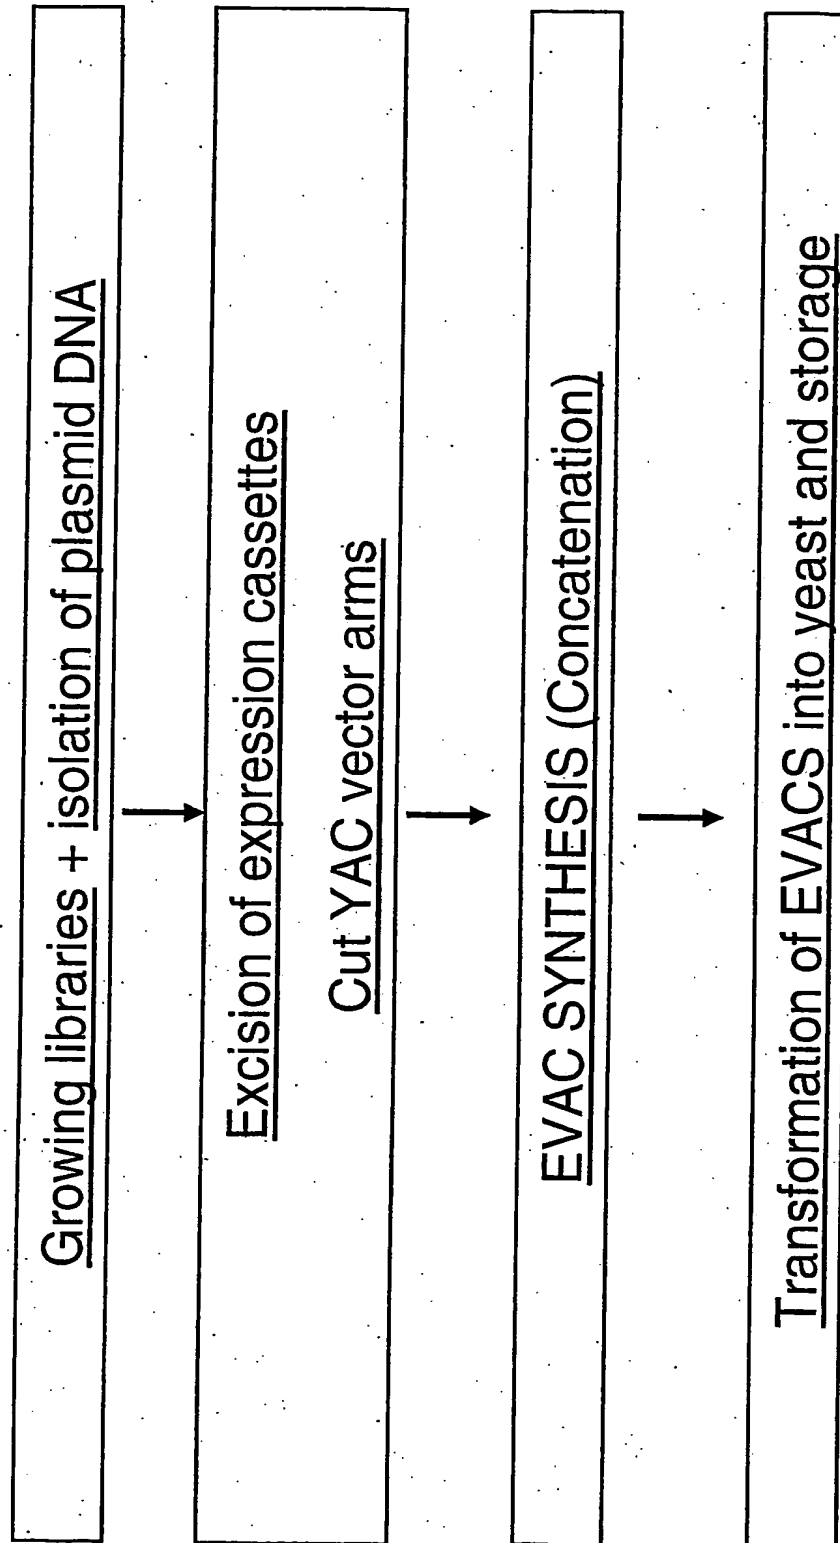 Growing libraries + isolation of plasmid DNA
Excision of expression cassettes
Cut YAC vector arms
EVAC SYNTHESIS (Concatenation)
Transformation of EVACS into yeast and storage